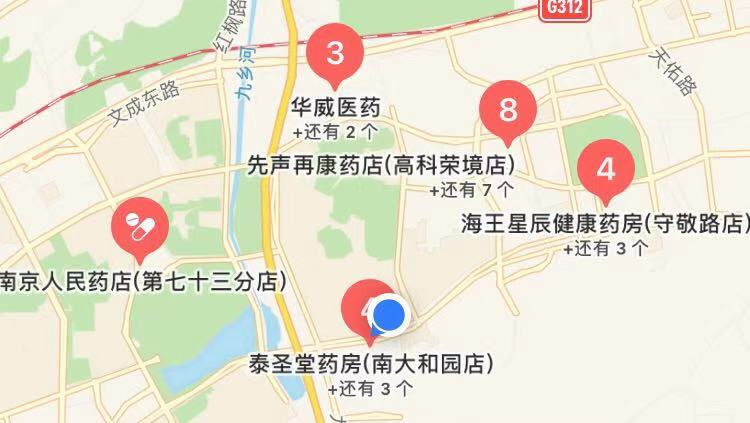 G312
红枫路
九乡河
文成东路
天佑路
3
华威医药
+还有 2 个
8
先声再康药店(高科荣境店)
+还有 7 个
4
海王星辰健康药房(守敬路店)
+还有 3 个
南京人民药店(第七十三分店)
泰圣堂药房(南大和园店)
+还有 3 个